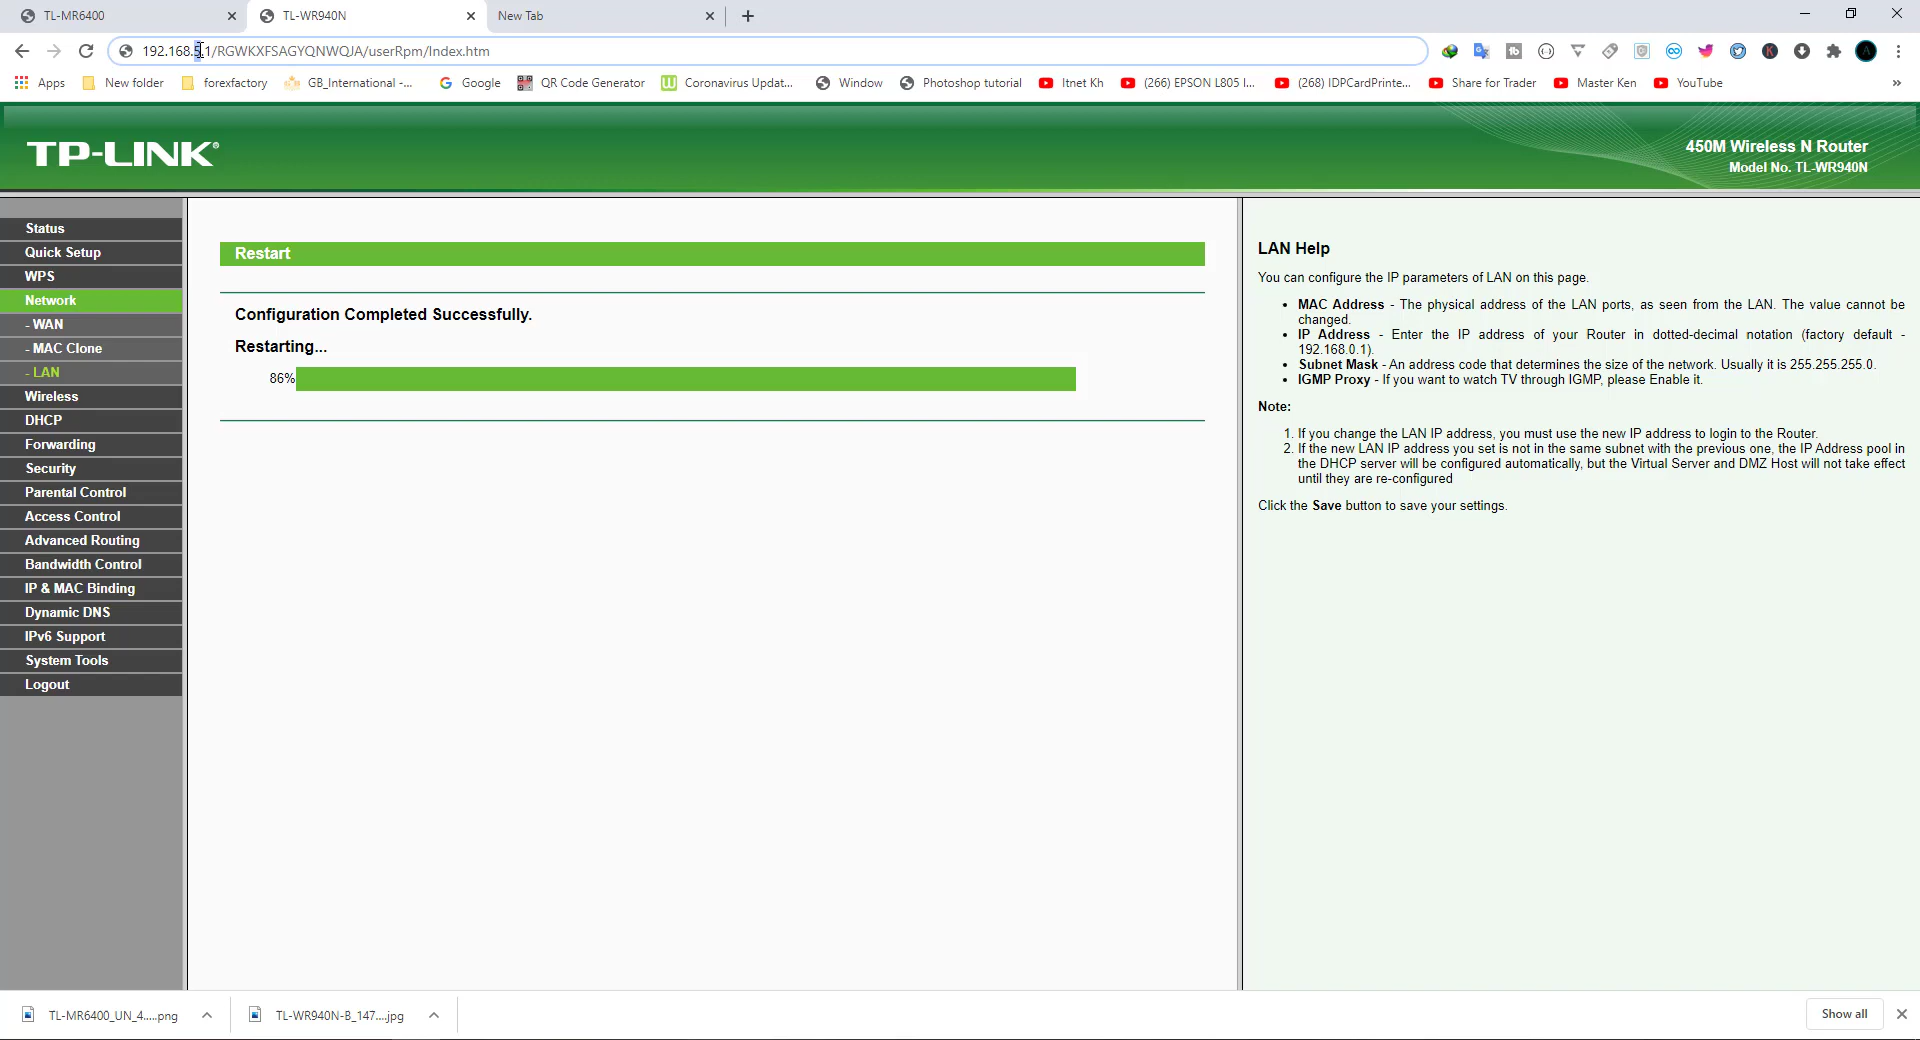 TL-MR6400
TL-WR940N
New Tab
192.168.5.1/RGWKXFSAGYQNWQJA/userRpm/Index.htm
Apps
New folder
forexfactory
GB_International -...
Google
QR Code Generator
Coronavirus Updat...
Window
Photoshop tutorial
Itnet Kh
(266) EPSON L805 I...
(268) IDPCardPrinte...
Share for Trader
Master Ken
YouTube
»
TP-LINK®
450M Wireless N Router
Model No. TL-WR940N
Status
Quick Setup
WPS
Network
- WAN
- MAC Clone
- LAN
Wireless
DHCP
Forwarding
Security
Parental Control
Access Control
Advanced Routing
Bandwidth Control
IP & MAC Binding
Dynamic DNS
IPv6 Support
System Tools
Logout
Restart
Configuration Completed Successfully.
Restarting...
86%
LAN Help
You can configure the IP parameters of LAN on this page.
• MAC Address - The physical address of the LAN ports, as seen from the LAN. The value cannot be
changed.
• IP Address - Enter the IP address of your Router in dotted-decimal notation (factory default -
192.168.0.1).
• Subnet Mask - An address code that determines the size of the network. Usually it is 255.255.255.0.
• IGMP Proxy - If you want to watch TV through IGMP, please Enable it.
Note:
1. If you change the LAN IP address, you must use the new IP address to login to the Router.
2. If the new LAN IP address you set is not in the same subnet with the previous one, the IP Address pool in
the DHCP server will be configured automatically, but the Virtual Server and DMZ Host will not take effect
until they are re-configured
Click the Save button to save your settings.
TL-MR6400_UN_4.....png
TL-WR940N-B_147....jpg
Show all